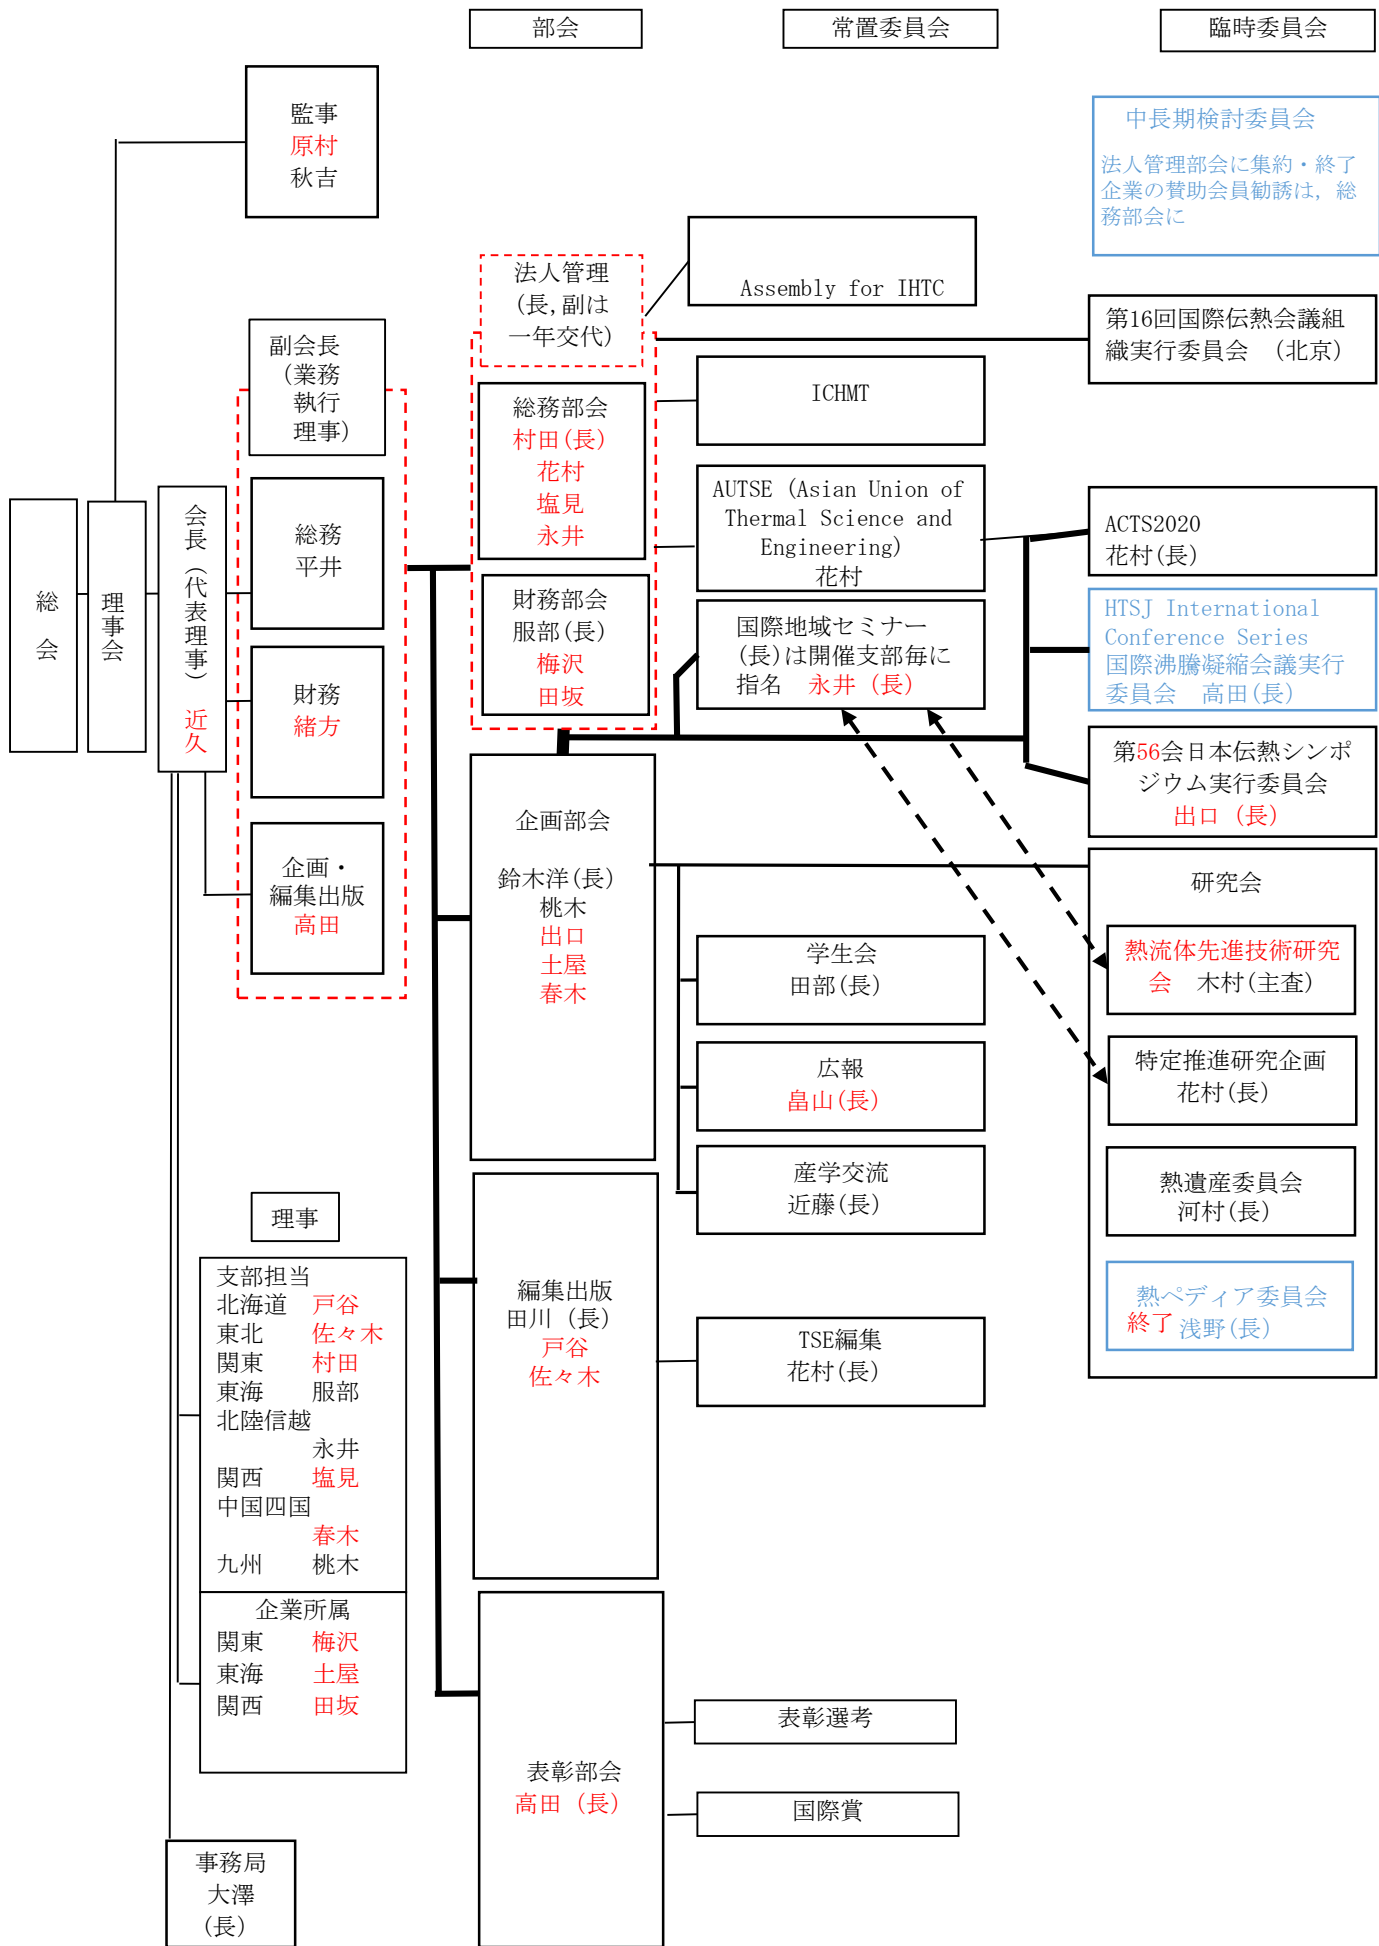 部会
常置委員会
臨時委員会
監事
原村
秋吉
中長期検討委員会
法人管理部会に集約・終了
企業の賛助会員勧誘は，総
務部会に
法人管理
(長,副は
一年交代)
Assembly for IHTC
第16回国際伝熱会議組
織実行委員会 （北京）
副会長
（業務
執行
理事）
総務部会
村田(長)
花村
塩見
永井
ICHMT
総会
理事会
会長（代表理事） 近久
総務
平井
AUTSE (Asian Union of
Thermal Science and
Engineering)
花村
ACTS2020
花村(長)
財務部会
服部(長)
梅沢
田坂
国際地域セミナー
(長)は開催支部毎に
指名 永井 (長)
HTSJ International
Conference Series
国際沸騰凝縮会議実行
委員会 高田(長)
財務
緒方
第56会日本伝熱シンポ
ジウム実行委員会
出口 (長)
企画・
編集出版
高田
企画部会
鈴木洋(長)
桃木
出口
土屋
春木
研究会
学生会
田部(長)
熱流体先進技術研究
会 木村(主査)
広報
畠山(長)
特定推進研究企画
花村(長)
産学交流
近藤(長)
熱遺産委員会
河村(長)
理事
支部担当
北海道 戸谷
東北 佐々木
関東 村田
東海 服部
北陸信越
永井
関西 塩見
中国四国
春木
九州 桃木
編集出版
田川 (長)
戸谷
佐々木
TSE編集
花村(長)
熱ペディア委員会
終了 浅野(長)
企業所属
関東 梅沢
東海 土屋
関西 田坂
表彰部会
高田 (長)
表彰選考
国際賞
事務局
大澤
(長)